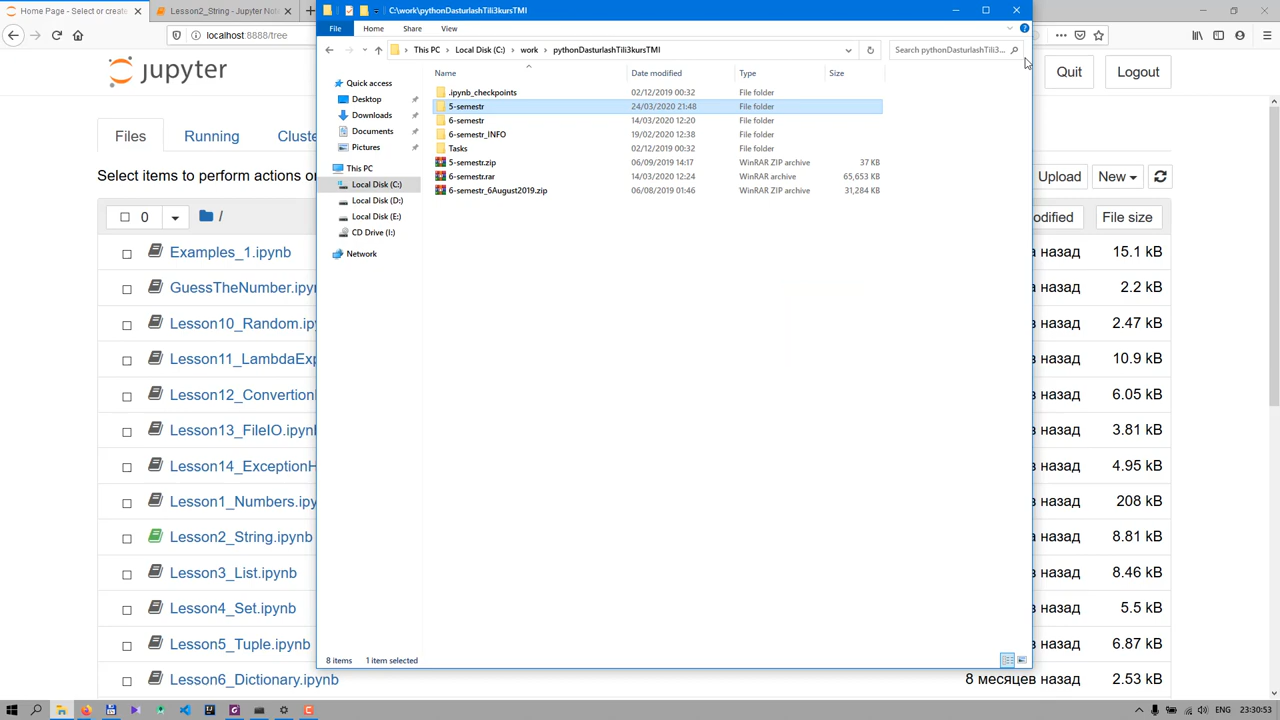 Home Page - Select or create
Lesson2_String - Jupyter Notebook
C:\work\pythonDasturlashTili3kursTMI
File
Home
Share
View
localhost:8888/tree
This PC
Local Disk (C:)
work
pythonDasturlashTili3kursTMI
Search pythonDasturlashTili3...
jupyter
Quit
Logout
Files
Running
Select items to perform actions or
Upload
New
0
/
File size
Examples_1.ipynb
назад
15.1 kB
GuessTheNumber.ipyn
назад
2.2 kB
Lesson10_Random.ipy
назад
2.47 kB
Lesson11_LambdaExp
назад
10.9 kB
Lesson12_Convertion
назад
6.05 kB
Lesson13_FileIO.ipyn
назад
3.81 kB
Lesson14_ExceptionH
назад
4.95 kB
Lesson1_Numbers.ipy
назад
208 kB
Lesson2_String.ipynb
назад
8.81 kB
Lesson3_List.ipynb
назад
8.46 kB
Lesson4_Set.ipynb
назад
5.5 kB
Lesson5_Tuple.ipynb
назад
6.87 kB
Lesson6_Dictionary.ipynb
8 месяцев назад
2.53 kB
Quick access
Desktop
Downloads
Documents
Pictures
This PC
Local Disk (C:)
Local Disk (D:)
Local Disk (E:)
CD Drive (I:)
Network
Name
Date modified
Type
Size
.ipynb_checkpoints
02/12/2019 00:32
File folder
5-semestr
24/03/2020 21:48
File folder
6-semestr
14/03/2020 12:20
File folder
6-semestr_INFO
19/02/2020 12:38
File folder
Tasks
02/12/2019 00:32
File folder
5-semestr.zip
06/09/2019 14:17
WinRAR ZIP archive
37 KB
6-semestr.rar
14/03/2020 12:24
WinRAR archive
65,653 KB
6-semestr_6August2019.zip
06/08/2019 01:46
WinRAR ZIP archive
31,284 KB
8 items
1 item selected
ENG
23:30:53